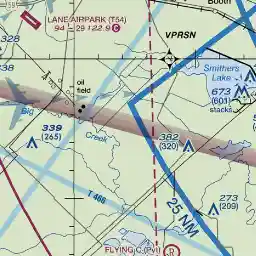 Booth
LANE AIRPARK (T54)
94 - 29 122.9 C
328
VPRSN
338
Smithers
Lake
oil
field
673
(601)
stacks
Big
339
(265)
Creek
382
(320)
T 466
25 NM
273
(209)
FLYING C (Pvt)
R